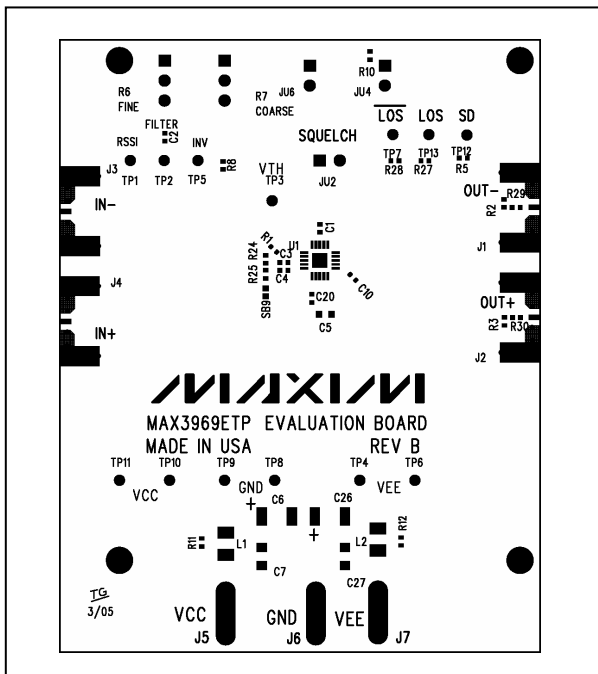 R10
R6
FINE
R7
COARSE
JU6
JU4
FILTER
C2
LOS
LOS
SD
RSSI
INV
SQUELCH
TP7
TP13
TP12
J3
TP1
TP2
TP5
R8
VTH
TP3
JU2
R28
R27
R5
IN-
OUT-
R29
R2
J1
C1
R1
U1
R24
C3
R25
C4
J4
SB9
C20
C10
C5
IN+
OUT+
R3
R30
J2
MAXIM
MAX3969ETP EVALUATION BOARD
MADE IN USA REV B
TP11
TP10
TP9
TP8
TP4
TP6
VCC
GND
VEE
+
C6
C26
R11
L1
+
L2
R12
C7
C27
TG
3/05
VCC
GND
VEE
J5
J6
J7